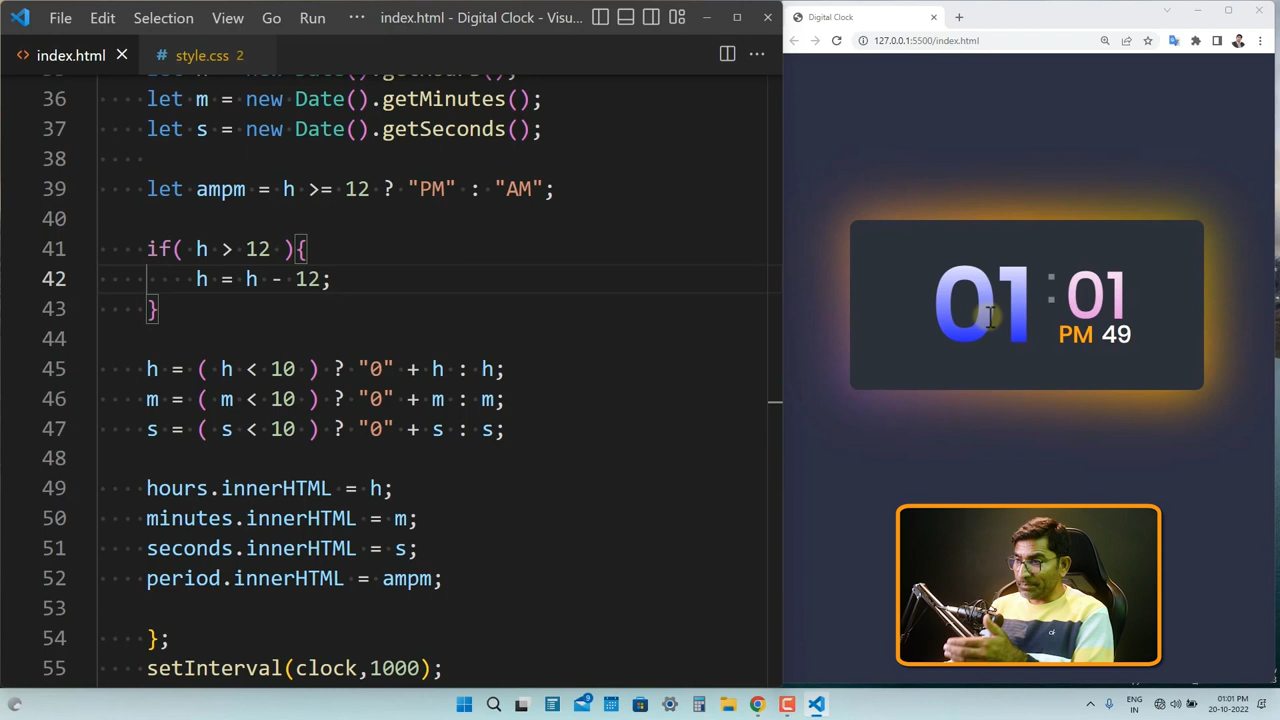 File Edit Selection View Go Run ··· index.html - Digital Clock - Visu...
index.html
# style.css 2
36 let m = new Date().getMinutes();
37 let s = new Date().getSeconds();
38
39 let ampm = h >= 12 ? "PM" : "AM";
40
41 if( h > 12 ){
42 h = h - 12;
43 }
44
45 h = ( h < 10 ) ? "0" + h : h;
46 m = ( m < 10 ) ? "0" + m : m;
47 s = ( s < 10 ) ? "0" + s : s;
48
49 hours.innerHTML = h;
50 minutes.innerHTML = m;
51 seconds.innerHTML = s;
52 period.innerHTML = ampm;
53
54 };
55 setInterval(clock,1000);
Digital Clock
127.0.0.1:5500/index.html
01 : 01
PM 49
9
ENG
IN
01:01 PM
20-10-2022